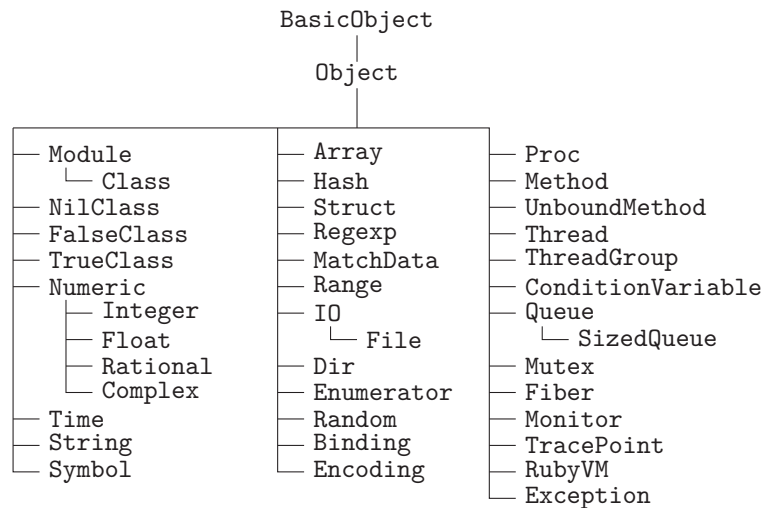 BasicObject
Object
Module
Class
NilClass
FalseClass
TrueClass
Numeric
Integer
Float
Rational
Complex
Time
String
Symbol
Array
Hash
Struct
Regexp
MatchData
Range
IO
File
Dir
Enumerator
Random
Binding
Encoding
Proc
Method
UnboundMethod
Thread
ThreadGroup
ConditionVariable
Queue
SizedQueue
Mutex
Fiber
Monitor
TracePoint
RubyVM
Exception